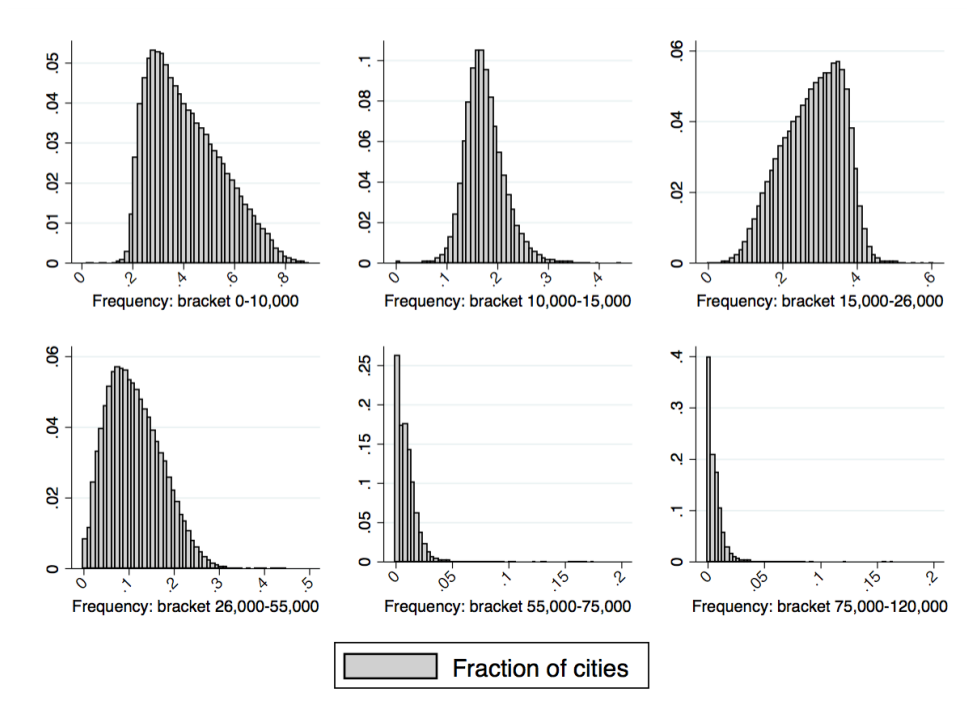 .05
.04
.03
.02
.01
0
0 .2 .4 .6 .8
Frequency: bracket 0-10,000
.1
.08
.06
.04
.02
0
0 .1 .2 .3 .4
Frequency: bracket 10,000-15,000
.06
.04
.02
0
0 .2 .4 .6
Frequency: bracket 15,000-26,000
.06
.04
.02
0
0 .1 .2 .3 .4 .5
Frequency: bracket 26,000-55,000
.25
.2
.15
.1
.05
0
0 .05 .1 .15 .2
Frequency: bracket 55,000-75,000
.4
.3
.2
.1
0
0 .05 .1 .15 .2
Frequency: bracket 75,000-120,000
Fraction of cities